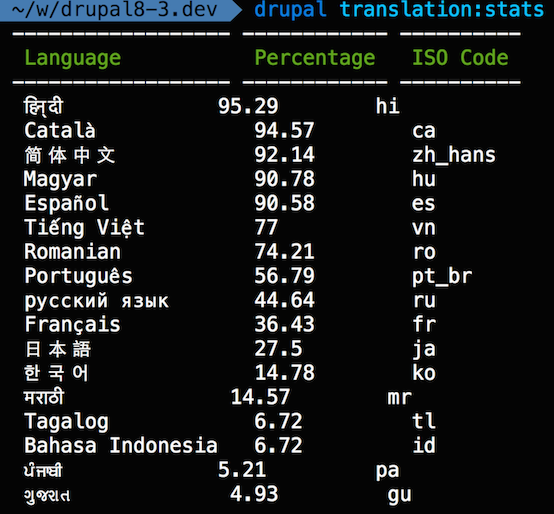 ~/w/drupal8-3.dev drupal translation:stats
------------------ ------------ ----------
Language Percentage ISO Code
------------------ ------------ ----------
हिन्दी 95.29 hi
Català 94.57 ca
简体中文 92.14 zh_hans
Magyar 90.78 hu
Español 90.58 es
Tiếng Việt 77 vn
Romanian 74.21 ro
Português 56.79 pt_br
русский язык 44.64 ru
Français 36.43 fr
日本語 27.5 ja
한국어 14.78 ko
मराठी 14.57 mr
Tagalog 6.72 tl
Bahasa Indonesia 6.72 id
ਪੰਜਾਬੀ 5.21 pa
ગુજરાત 4.93 gu